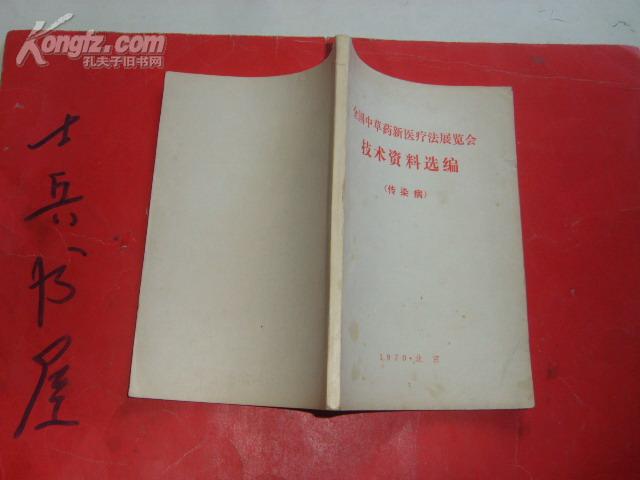 Kongfz.com
孔夫子旧书网
士兵书屋
全国中草药新医疗法展览会
技术资料选编
(传染病)
1970·北京